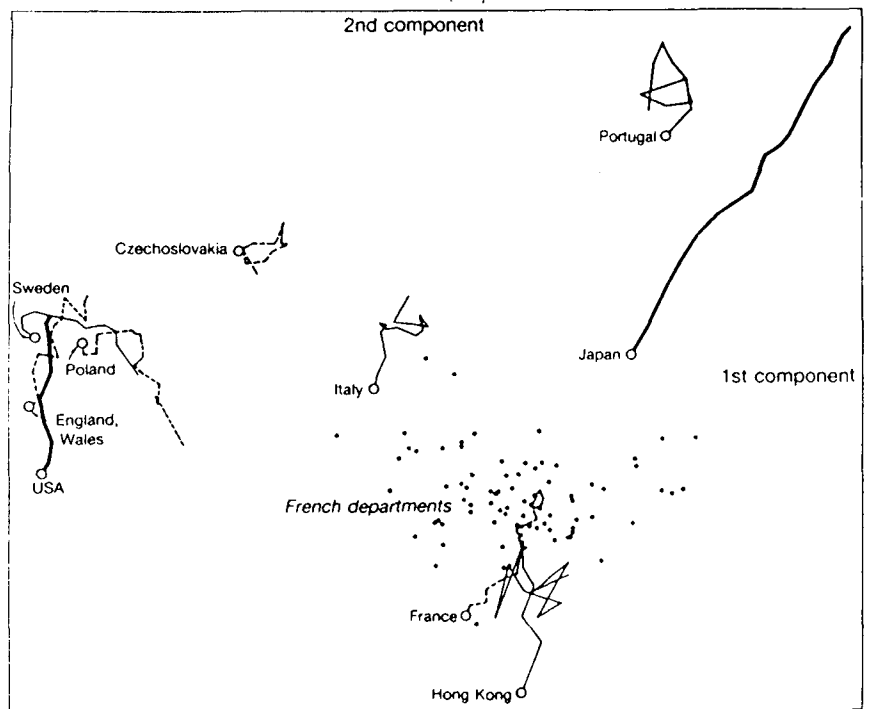 2nd component
Portugal
Czechoslovakia
Sweden
Japan
Poland
1st component
Italy
England,
Wales
USA
French departments
France
Hong Kong